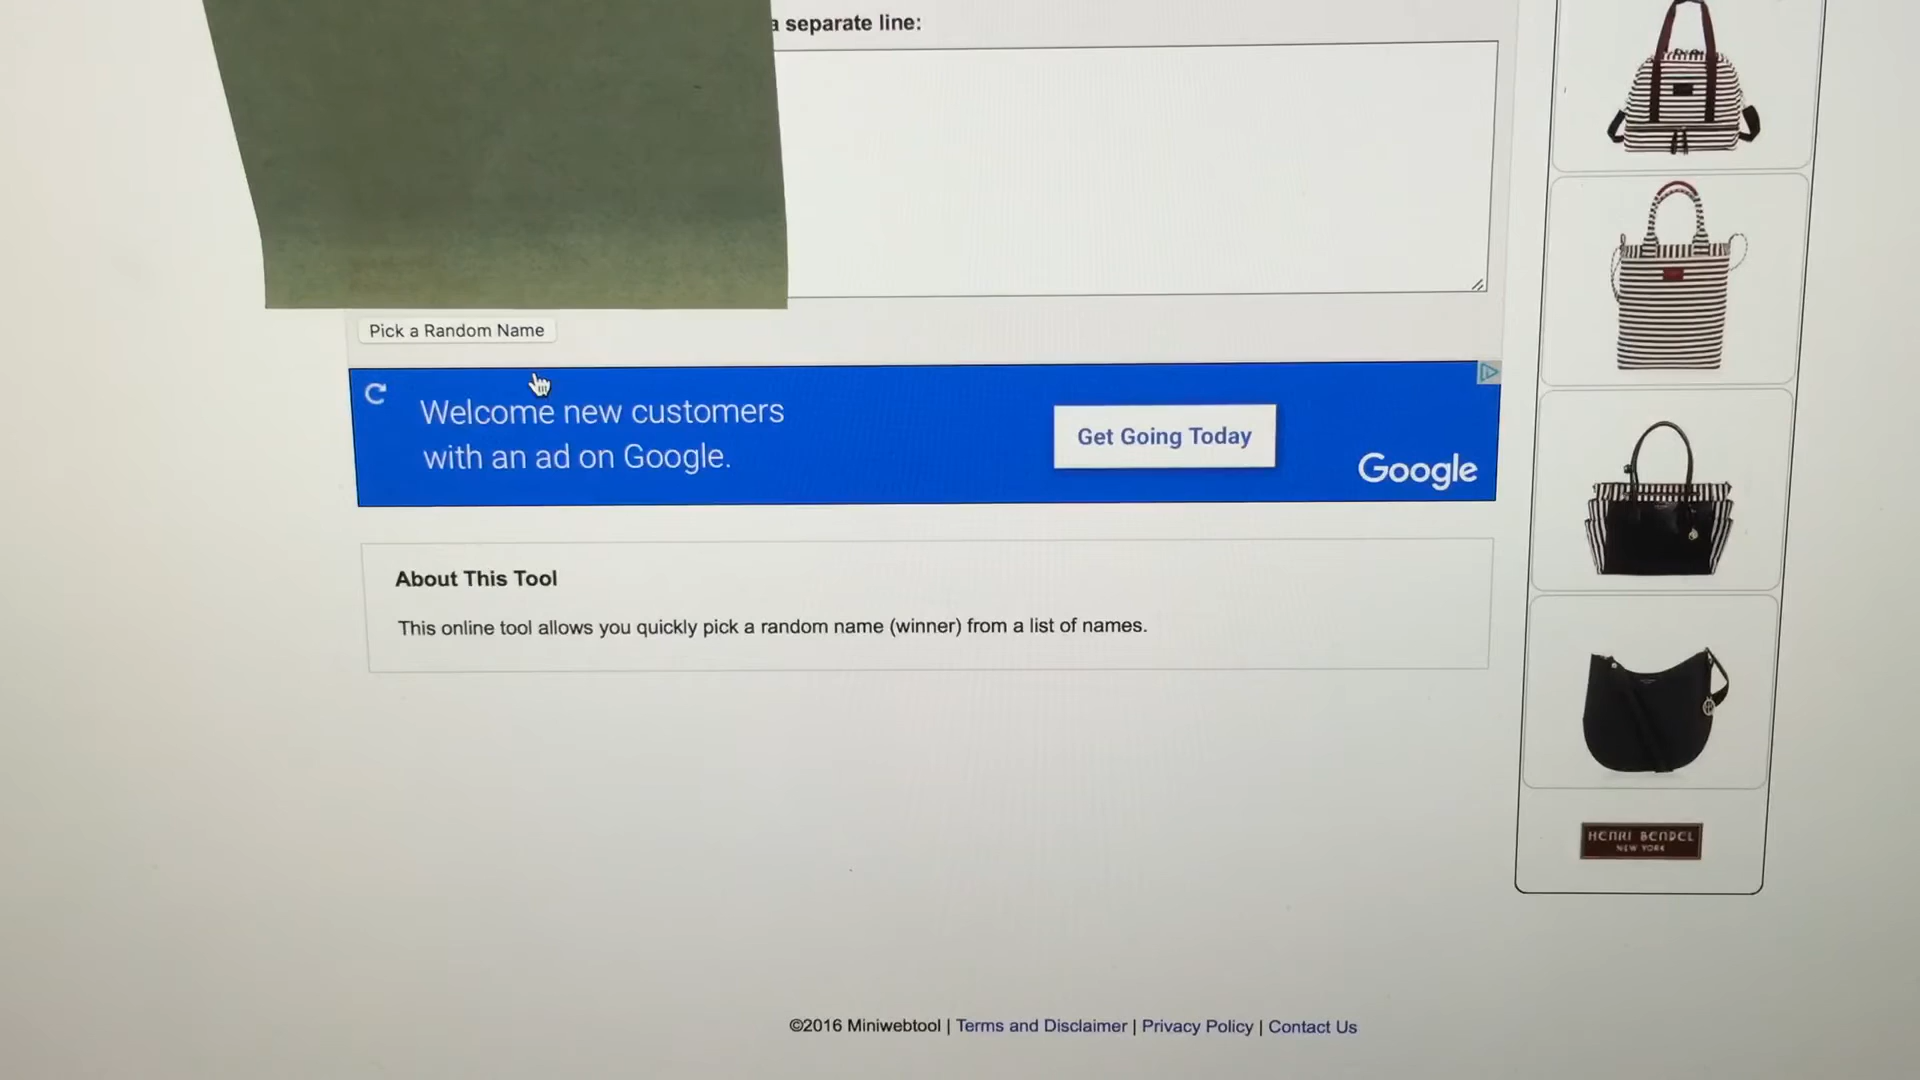 a separate line:
Pick a Random Name
Welcome new customers
with an ad on Google.
Get Going Today
Google
About This Tool
This online tool allows you quickly pick a random name (winner) from a list of names.
HENRI BENDEL
NEW YORK
©2016 Miniwebtool | Terms and Disclaimer | Privacy Policy | Contact Us